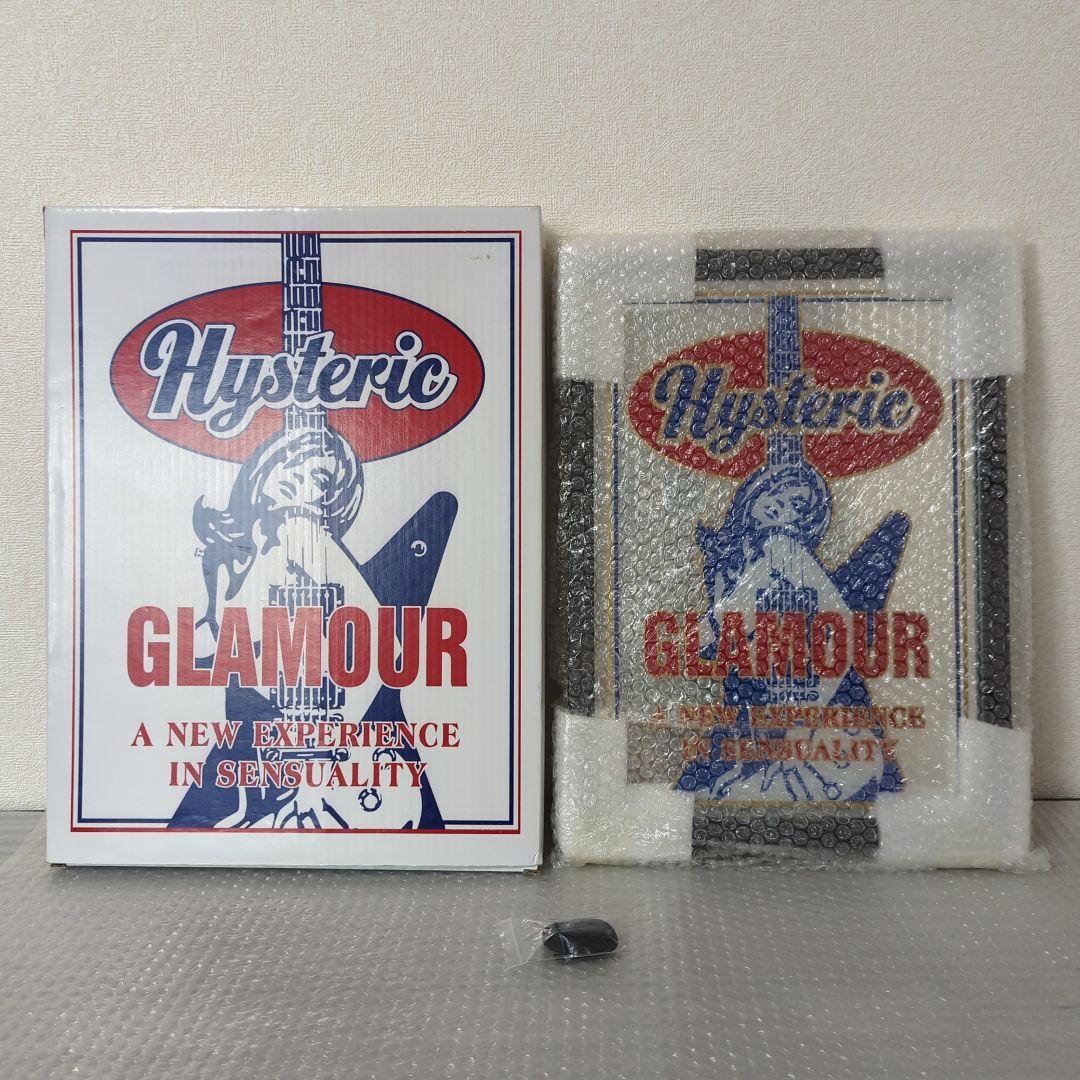 Hysteric
GLAMOUR
A NEW EXPERIENCE
IN SENSUALITY
Hysteric
GLAMOUR
A NEW EXPERIENCE
IN SENSUALITY